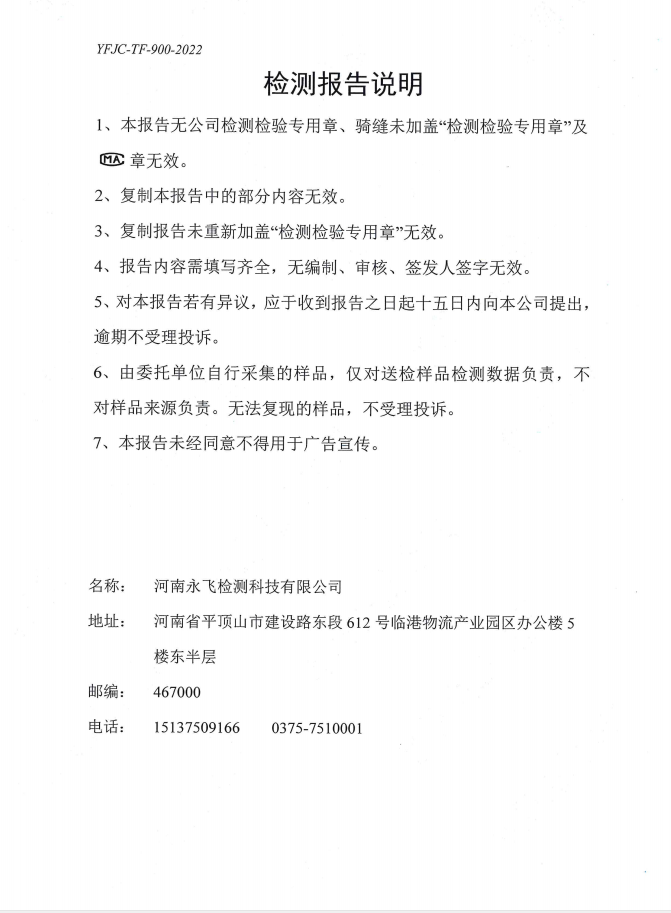 YFJC-TF-900-2022
检测报告说明
1、本报告无公司检测检验专用章、骑缝未加盖“检测检验专用章”及
MA 章无效。
2、复制本报告中的部分内容无效。
3、复制报告未重新加盖“检测检验专用章”无效。
4、报告内容需填写齐全，无编制、审核、签发人签字无效。
5、对本报告若有异议，应于收到报告之日起十五日内向本公司提出，
逾期不受理投诉。
6、由委托单位自行采集的样品，仅对送检样品检测数据负责，不
对样品来源负责。无法复现的样品，不受理投诉。
7、本报告未经同意不得用于广告宣传。
名称： 河南永飞检测科技有限公司
地址： 河南省平顶山市建设路东段 612 号临港物流产业园区办公楼 5
楼东半层
邮编： 467000
电话： 15137509166 0375-7510001